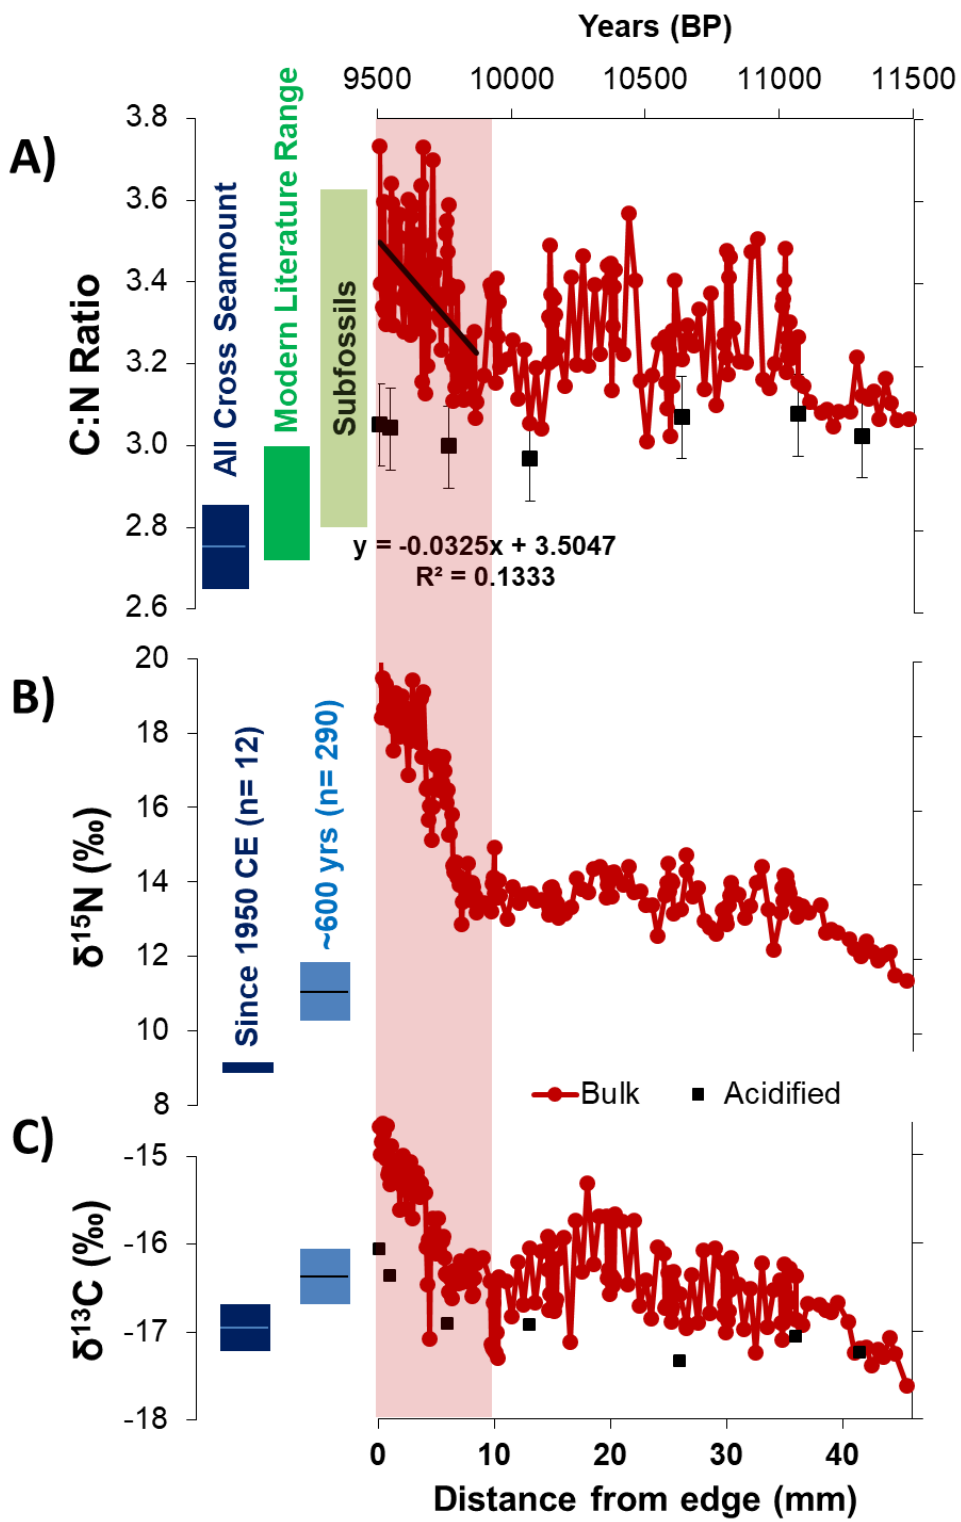 Years (BP)
9500 10000 10500 11000 11500
A)
C:N Ratio
3.8
3.6
3.4
3.2
3.0
2.8
2.6
All Cross Seamount
Modern Literature Range
Subfossils
y = -0.0325x + 3.5047
R² = 0.1333
B)
δ¹⁵N (‰)
20
18
16
14
12
10
8
Since 1950 CE (n= 12)
~600 yrs (n= 290)
Bulk Acidified
C)
δ¹³C (‰)
-15
-16
-17
-18
0 10 20 30 40
Distance from edge (mm)